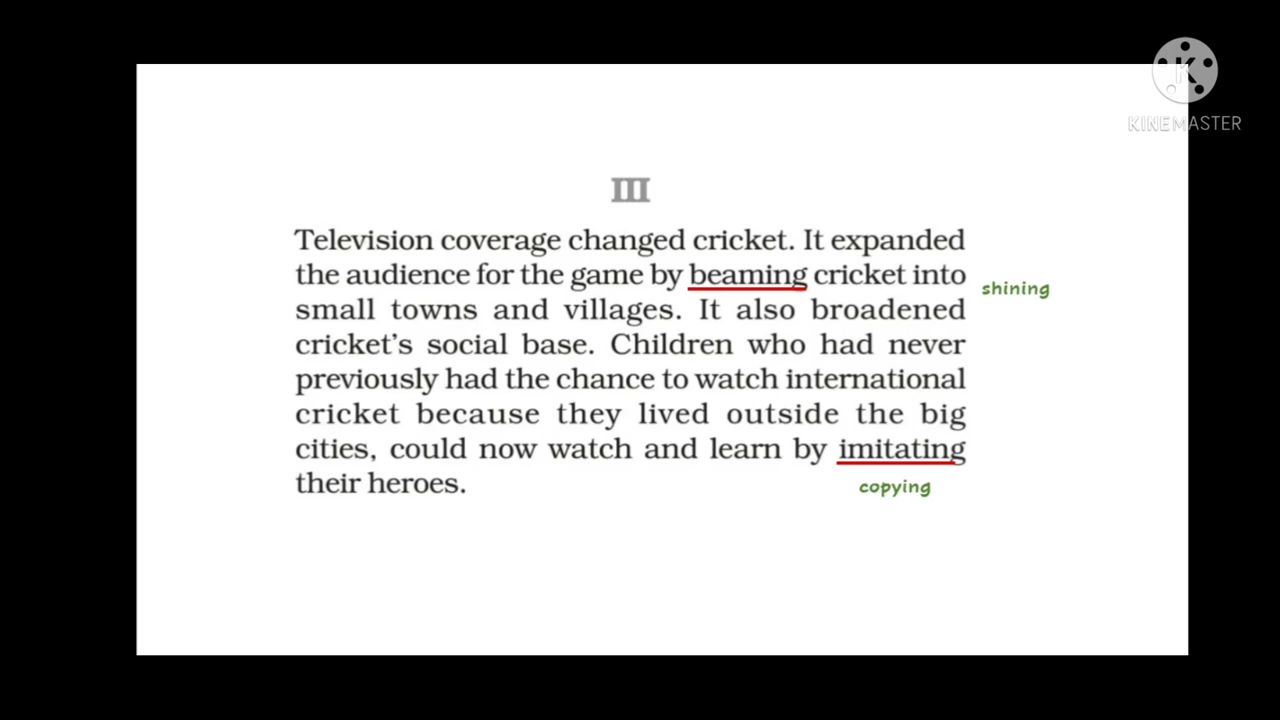 KINEMASTER
III
Television coverage changed cricket. It expanded
the audience for the game by beaming cricket into
shining
small towns and villages. It also broadened
cricket's social base. Children who had never
previously had the chance to watch international
cricket because they lived outside the big
cities, could now watch and learn by imitating
their heroes.
copying